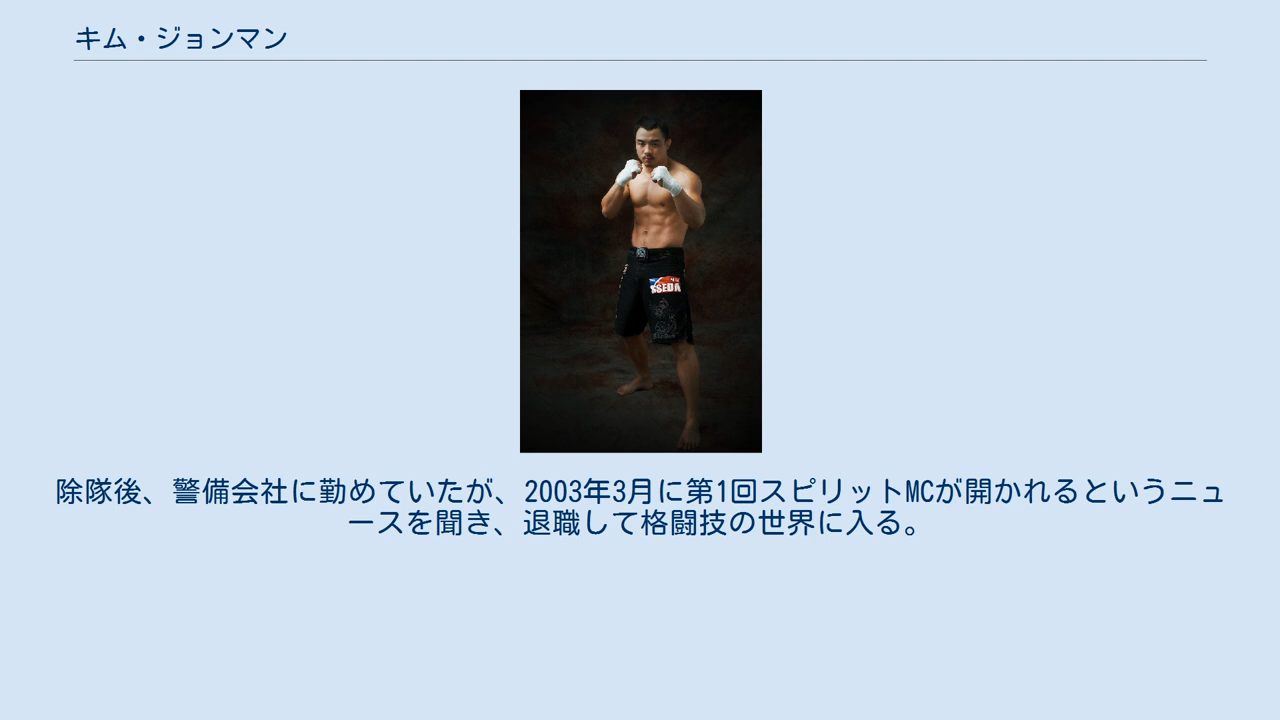 キム・ジョンマン
SSEDA
除隊後、警備会社に勤めていたが、2003年3月に第1回スピリットMCが開かれるというニュ
ースを聞き、退職して格闘技の世界に入る。